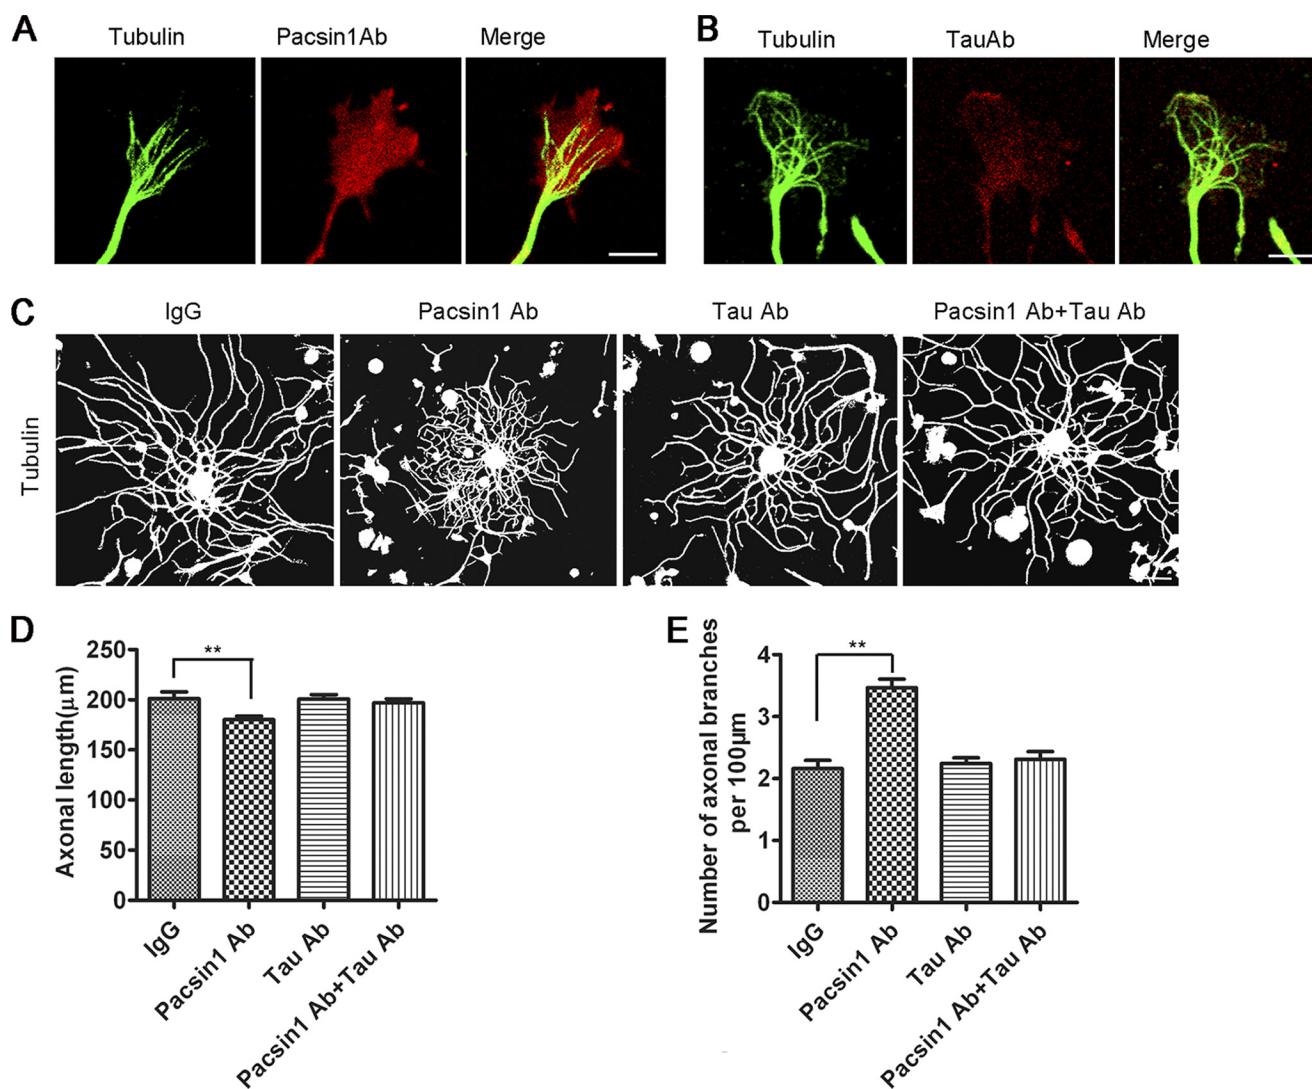 A
Tubulin
Pacsin1Ab
Merge
B
Tubulin
TauAb
Merge
C
IgG
Pacsin1 Ab
Tau Ab
Pacsin1 Ab+Tau Ab
Tubulin
D
Axonal length(μm)
250
200
150
100
50
0
**
IgG
Pacsin1 Ab
Tau Ab
Pacsin1 Ab+Tau Ab
E
Number of axonal branches
per 100μm
4
3
2
1
0
**
IgG
Pacsin1 Ab
Tau Ab
Pacsin1 Ab+Tau Ab